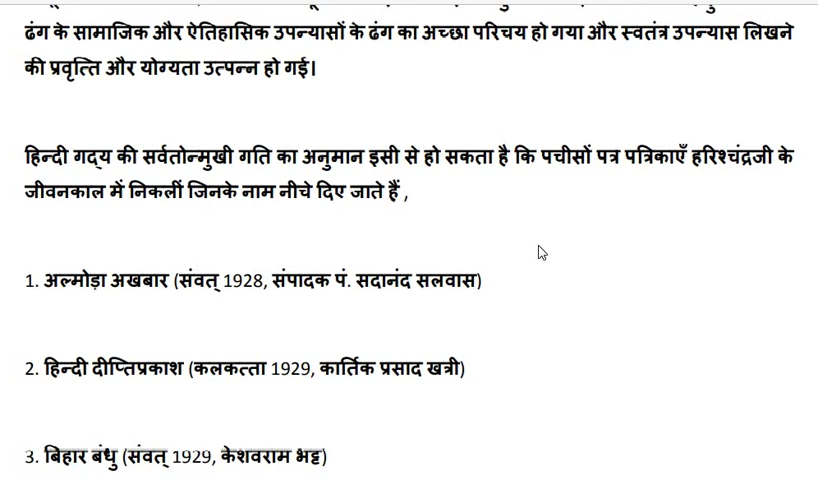 ढंग के सामाजिक और ऐतिहासिक उपन्यासों के ढंग का अच्छा परिचय हो गया और स्वतंत्र उपन्यास लिखने
की प्रवृत्ति और योग्यता उत्पन्न हो गई।
हिन्दी गद्य की सर्वतोन्मुखी गति का अनुमान इसी से हो सकता है कि पचीसों पत्र पत्रिकाएँ हरिश्चंद्रजी के
जीवनकाल में निकलीं जिनके नाम नीचे दिए जाते हैं ,
1. अल्मोड़ा अखबार (संवत् 1928, संपादक पं. सदानंद सलवास)
2. हिन्दी दीप्तिप्रकाश (कलकत्ता 1929, कार्तिक प्रसाद खत्री)
3. बिहार बंधु (संवत् 1929, केशवराम भट्ट)